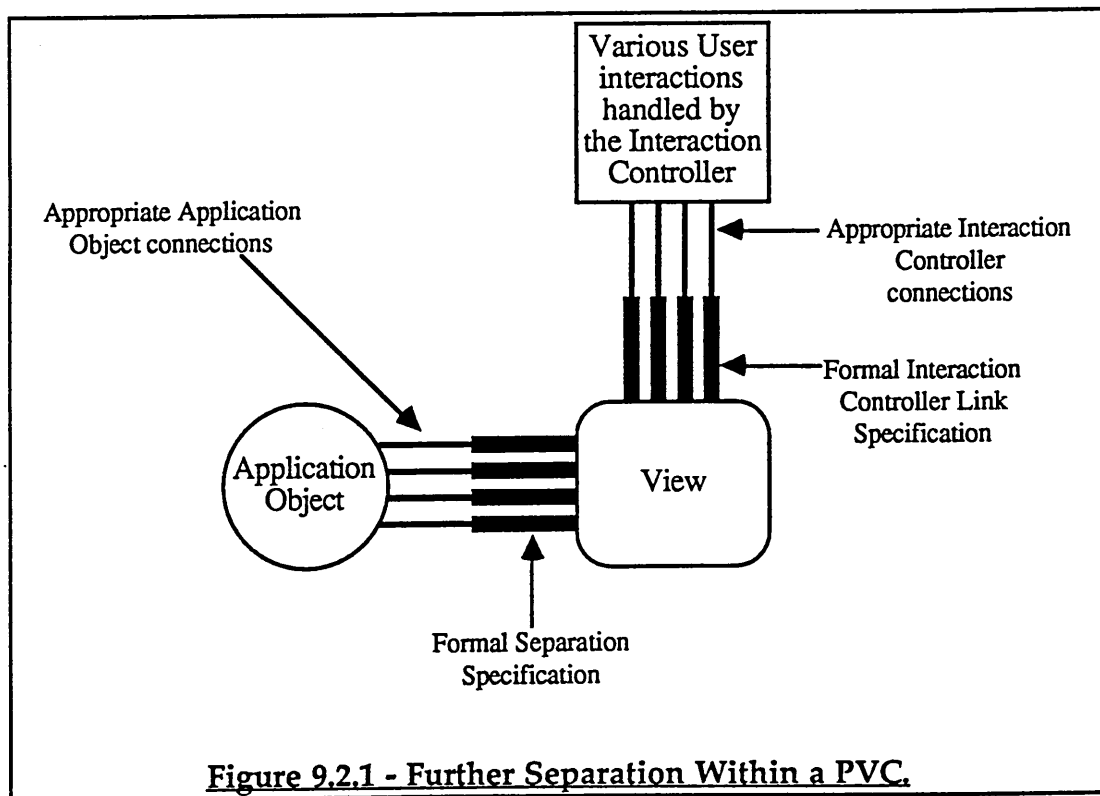 Various User
interactions
handled by
the Interaction
Controller
Appropriate Application
Object connections
Appropriate Interaction
Controller
connections
Formal Interaction
Controller Link
Specification
Application
Object
View
Formal Separation
Specification
Figure 9.2.1 - Further Separation Within a PVC.